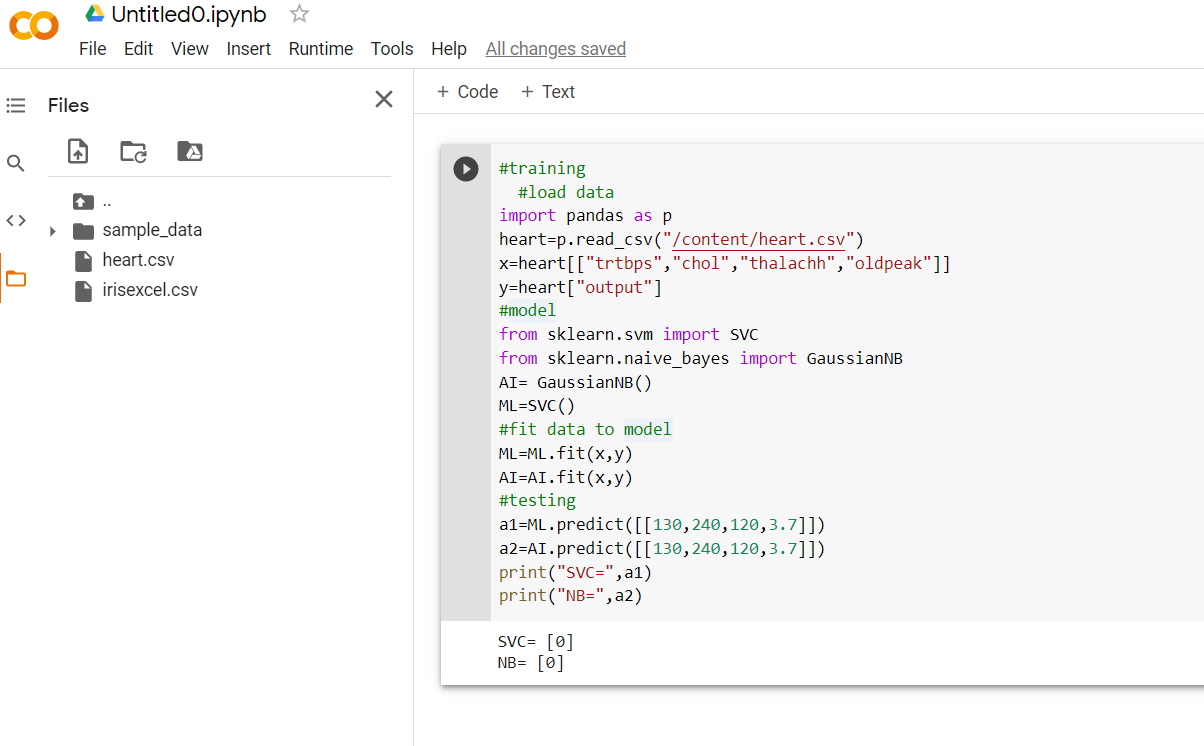 Untitled0.ipynb
File Edit View Insert Runtime Tools Help All changes saved
Files
..
sample_data
heart.csv
irisexcel.csv
+ Code + Text
#training
  #load data
import pandas as p
heart=p.read_csv("/content/heart.csv")
x=heart[["trtbps","chol","thalachh","oldpeak"]]
y=heart["output"]
#model
from sklearn.svm import SVC
from sklearn.naive_bayes import GaussianNB
AI= GaussianNB()
ML=SVC()
#fit data to model
ML=ML.fit(x,y)
AI=AI.fit(x,y)
#testing
a1=ML.predict([[130,240,120,3.7]])
a2=AI.predict([[130,240,120,3.7]])
print("SVC=",a1)
print("NB=",a2)
SVC= [0]
NB= [0]